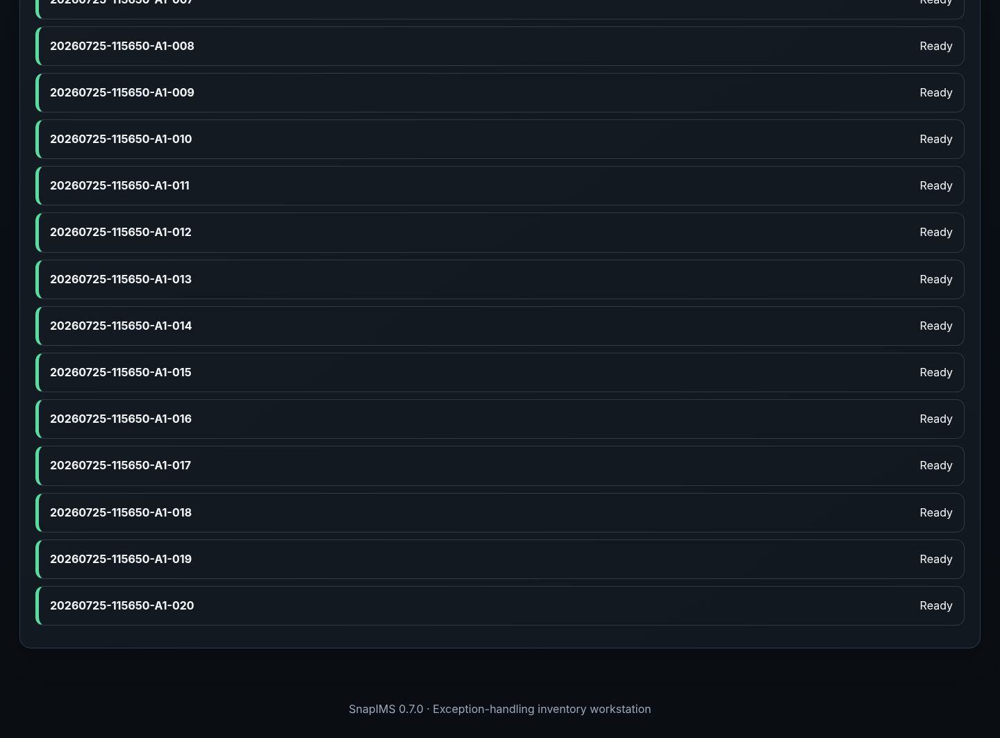 20260725-115650-A1-007 Ready
20260725-115650-A1-008 Ready
20260725-115650-A1-009 Ready
20260725-115650-A1-010 Ready
20260725-115650-A1-011 Ready
20260725-115650-A1-012 Ready
20260725-115650-A1-013 Ready
20260725-115650-A1-014 Ready
20260725-115650-A1-015 Ready
20260725-115650-A1-016 Ready
20260725-115650-A1-017 Ready
20260725-115650-A1-018 Ready
20260725-115650-A1-019 Ready
20260725-115650-A1-020 Ready
SnapIMS 0.7.0 · Exception-handling inventory workstation